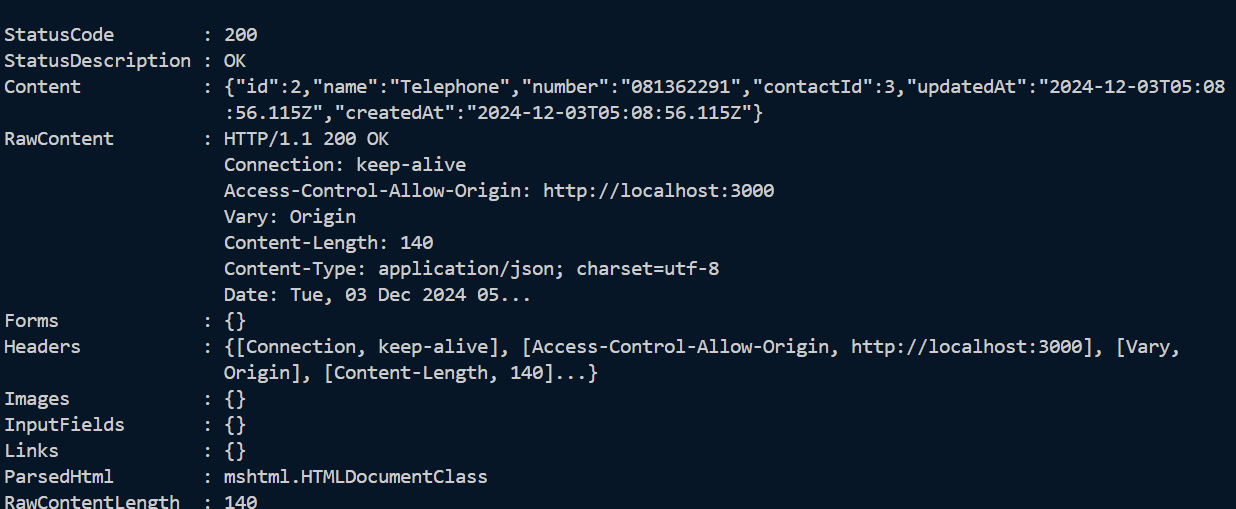 StatusCode        : 200
StatusDescription : OK
Content           : {"id":2,"name":"Telephone","number":"081362291","contactId":3,"updatedAt":"2024-12-03T05:08
                    :56.115Z","createdAt":"2024-12-03T05:08:56.115Z"}
RawContent        : HTTP/1.1 200 OK
                    Connection: keep-alive
                    Access-Control-Allow-Origin: http://localhost:3000
                    Vary: Origin
                    Content-Length: 140
                    Content-Type: application/json; charset=utf-8
                    Date: Tue, 03 Dec 2024 05...
Forms             : {}
Headers           : {[Connection, keep-alive], [Access-Control-Allow-Origin, http://localhost:3000], [Vary,
                    Origin], [Content-Length, 140]...}
Images            : {}
InputFields       : {}
Links             : {}
ParsedHtml        : mshtml.HTMLDocumentClass
RawContentLength  : 140